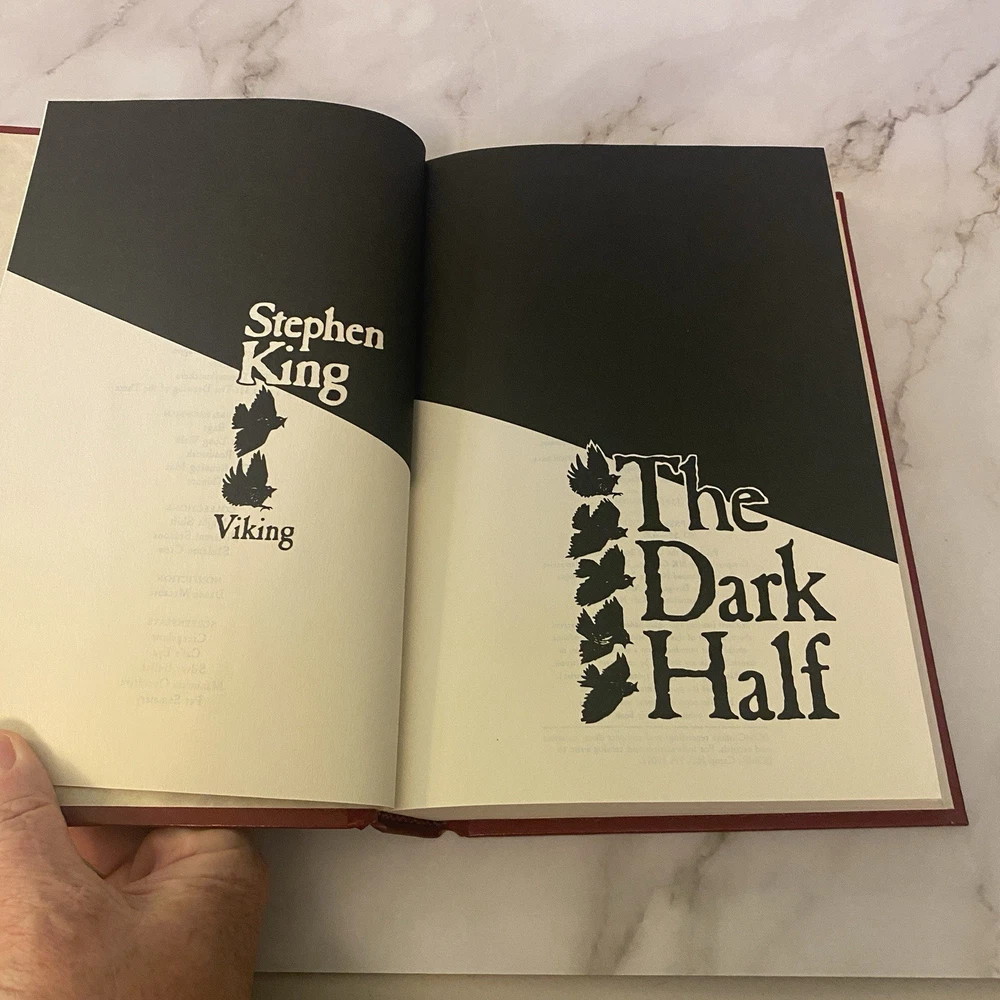 Stephen
King
Viking
The
Dark
Half